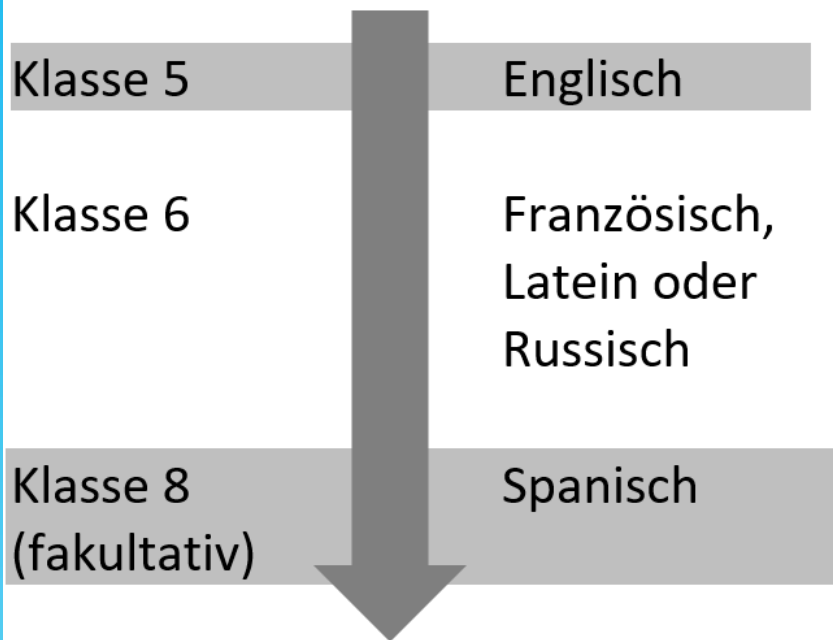 Klasse 5 Englisch
Klasse 6 Französisch,
Latein oder
Russisch
Klasse 8 Spanisch
(fakultativ)